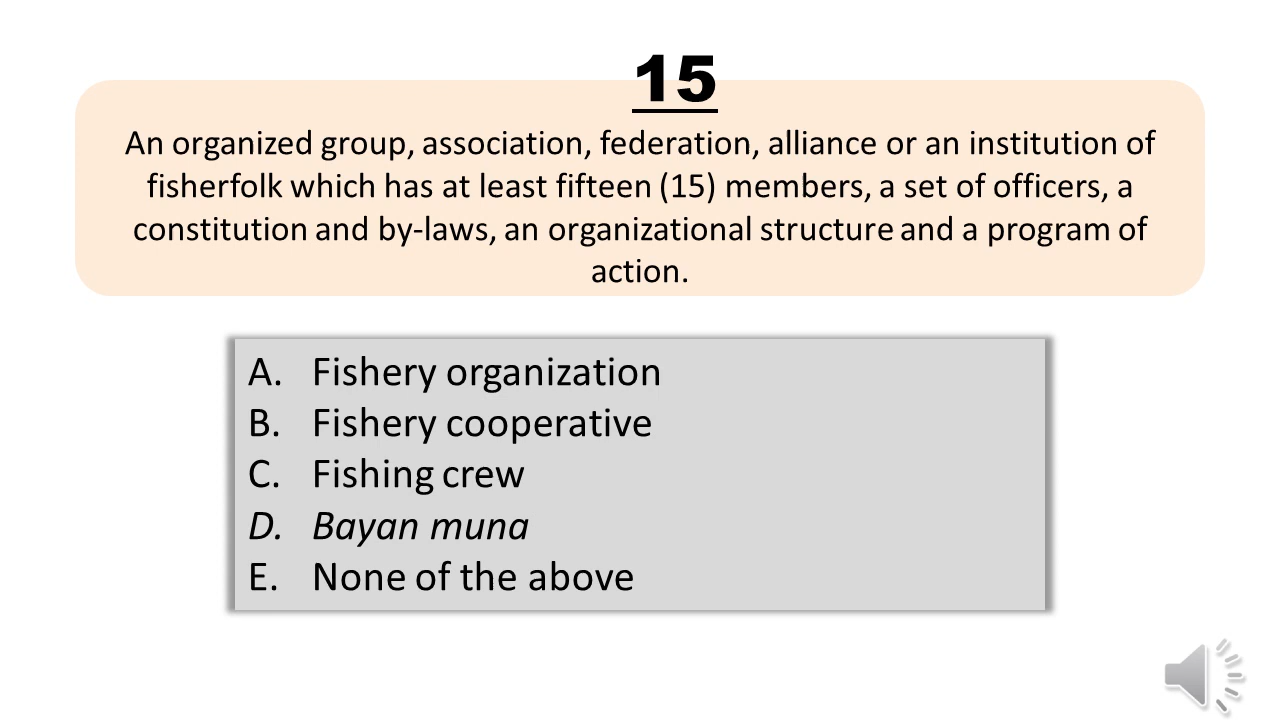 15
An organized group, association, federation, alliance or an institution of
fisherfolk which has at least fifteen (15) members, a set of officers, a
constitution and by-laws, an organizational structure and a program of
action.
A. Fishery organization
B. Fishery cooperative
C. Fishing crew
D. Bayan muna
E. None of the above